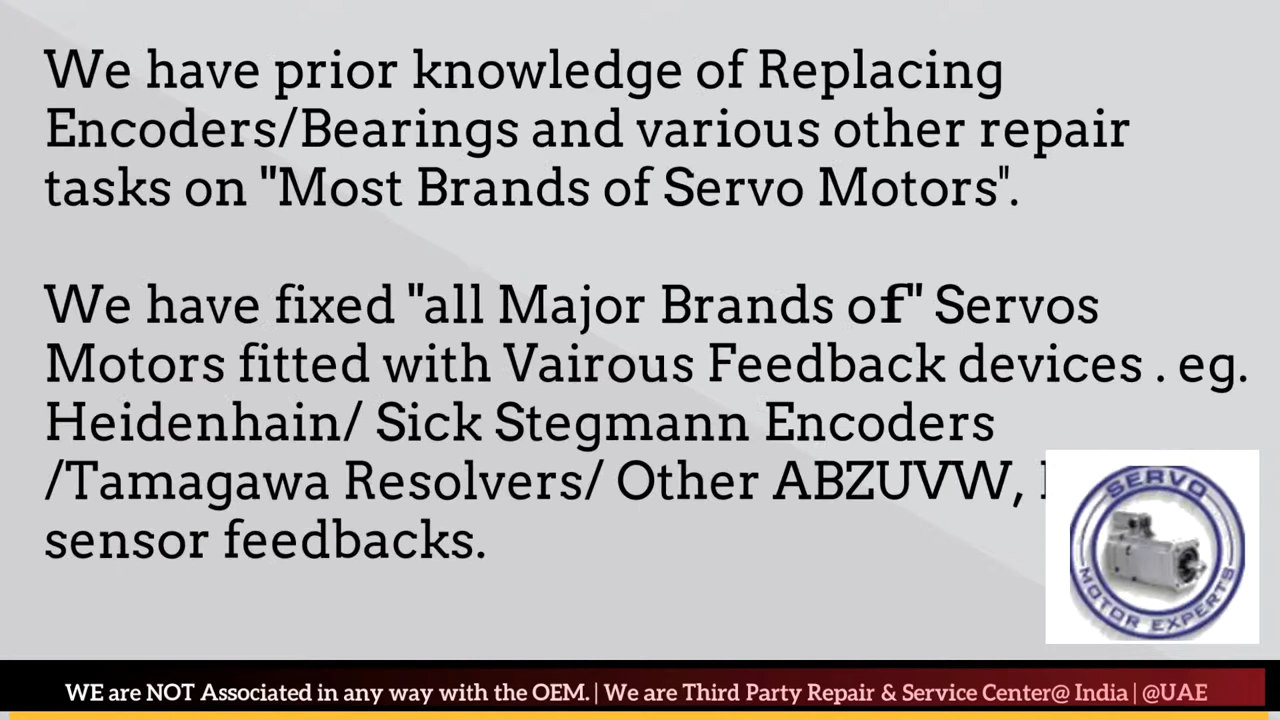 We have prior knowledge of Replacing
Encoders/Bearings and various other repair
tasks on "Most Brands of Servo Motors".
We have fixed "all Major Brands of" Servos
Motors fitted with Vairous Feedback devices . eg.
Heidenhain/ Sick Stegmann Encoders
/Tamagawa Resolvers/ Other ABZUVW,
sensor feedbacks.
SERVO
MOTOR EXPERTS
WE are NOT Associated in any way with the OEM. | We are Third Party Repair & Service Center@ India | @UAE